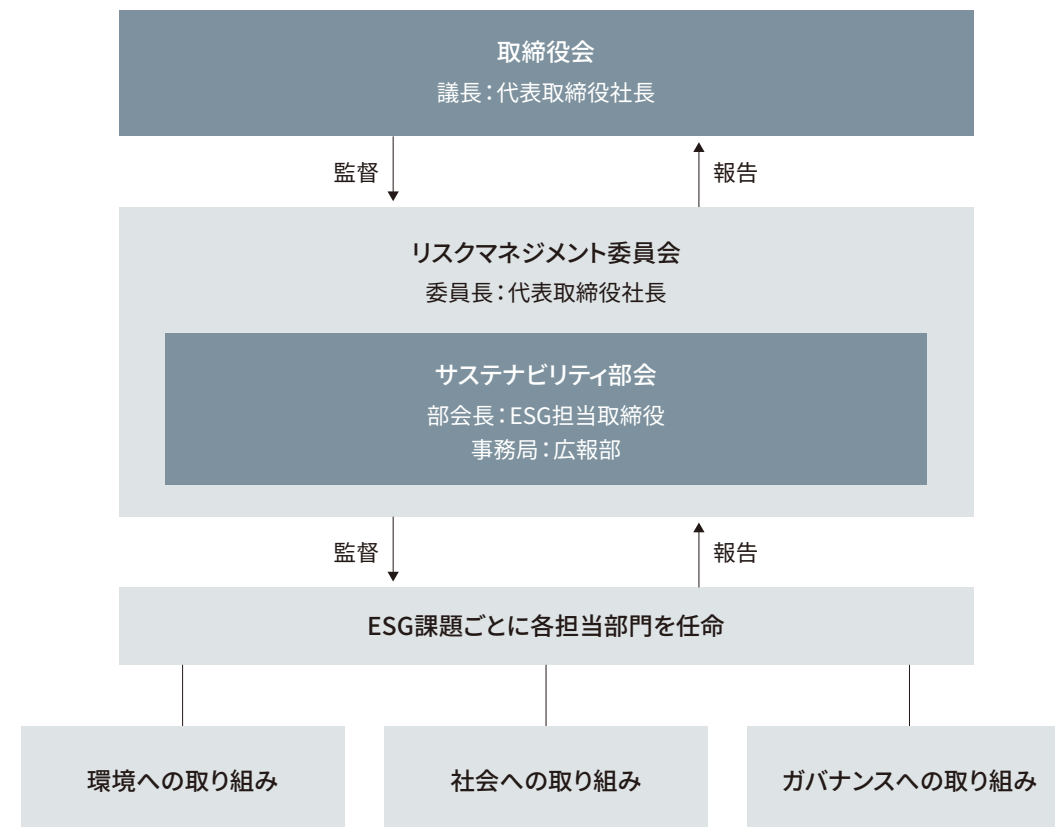 取締役会
議長：代表取締役社長
監督
報告
リスクマネジメント委員会
委員長：代表取締役社長
サステナビリティ部会
部会長：ESG担当取締役
事務局：広報部
監督
報告
ESG課題ごとに各担当部門を任命
環境への取り組み
社会への取り組み
ガバナンスへの取り組み